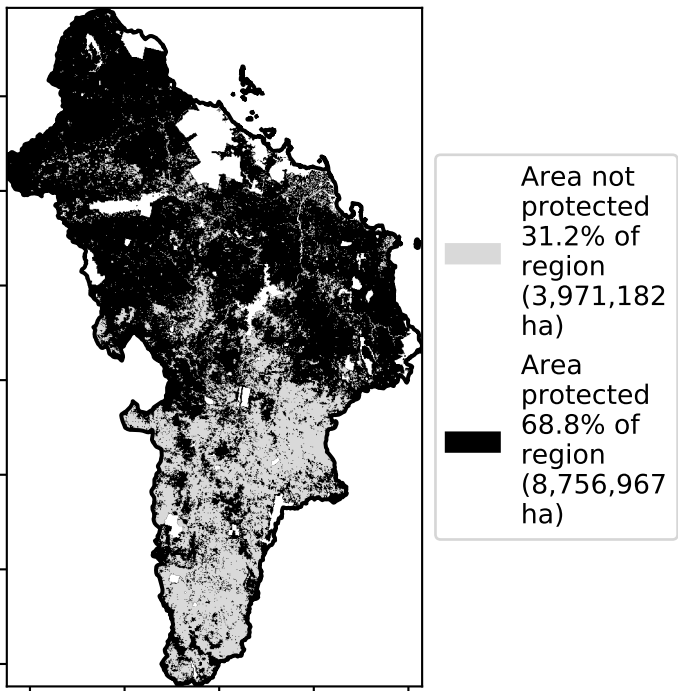 Area not
protected
31.2% of
region
(3,971,182
ha)
Area
protected
68.8% of
region
(8,756,967
ha)